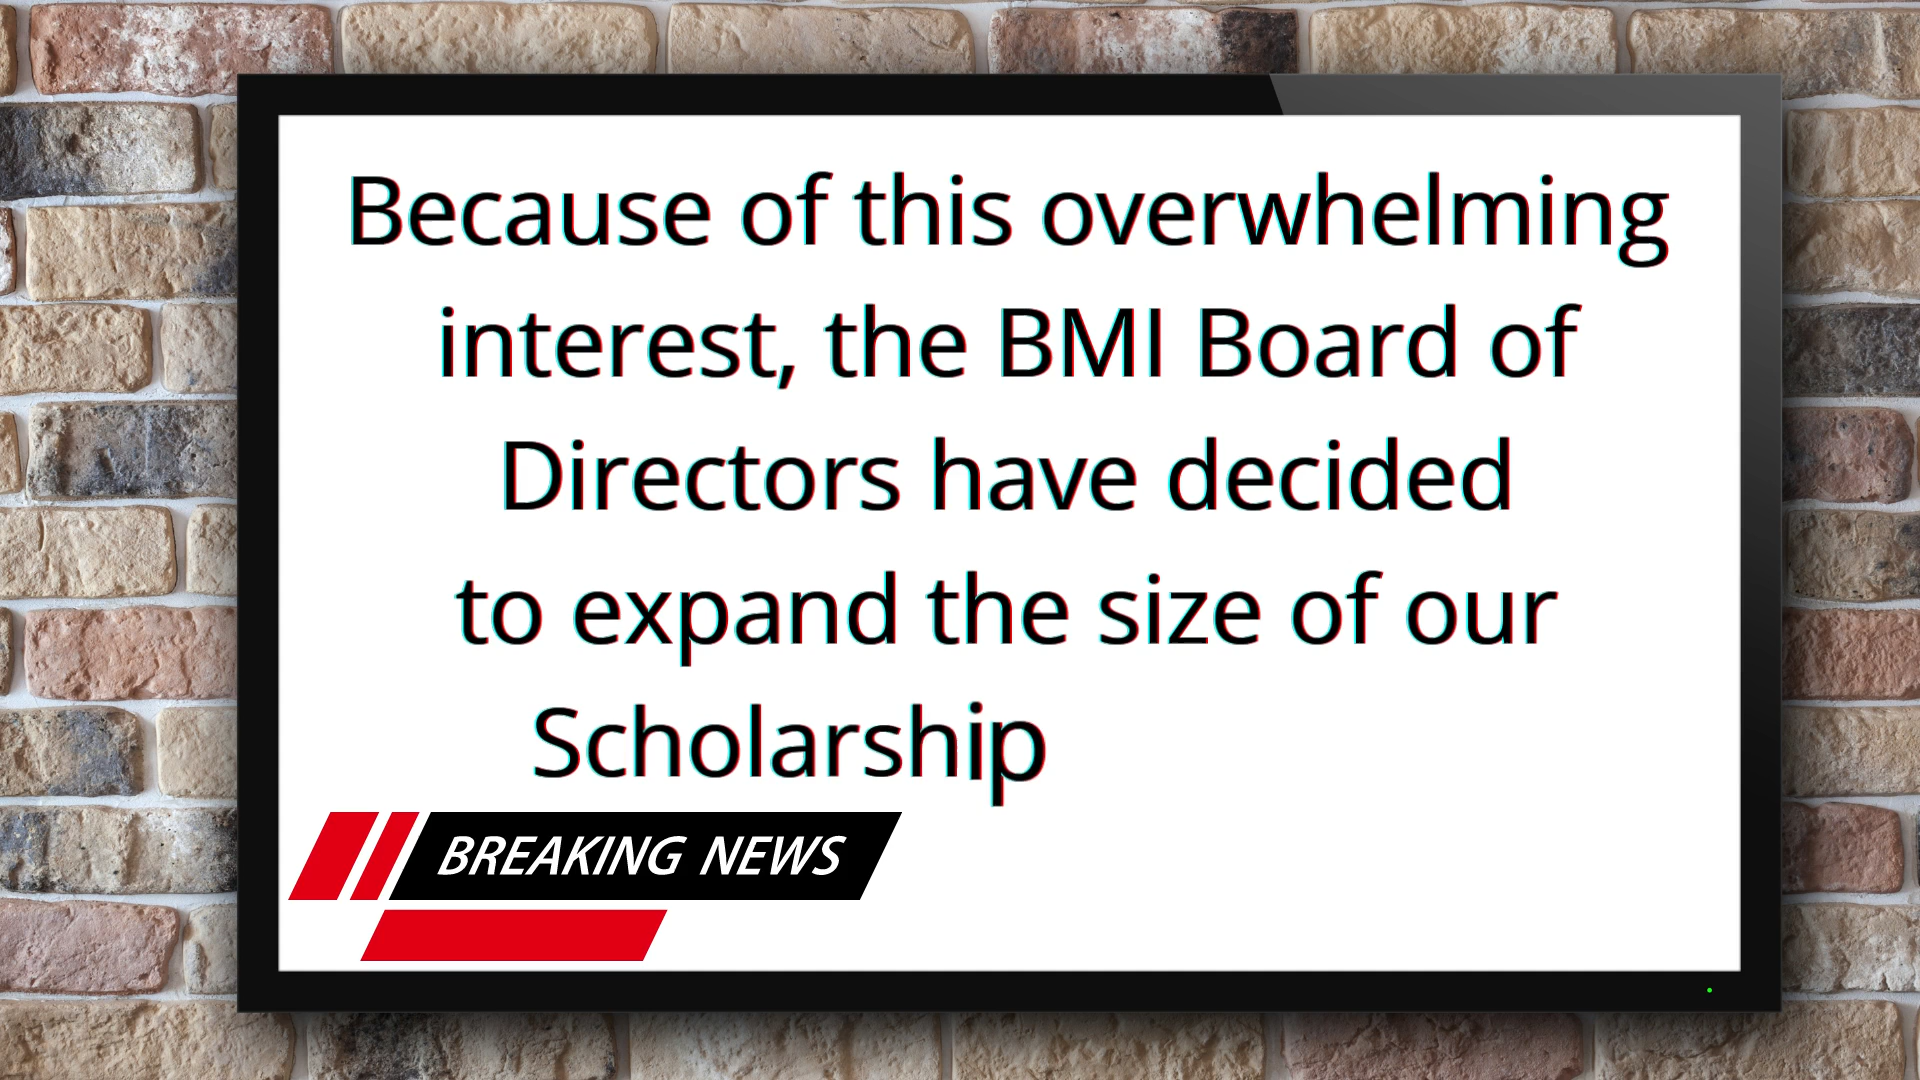 Because of this overwhelming
interest, the BMI Board of
Directors have decided
to expand the size of our
Scholarship
BREAKING NEWS